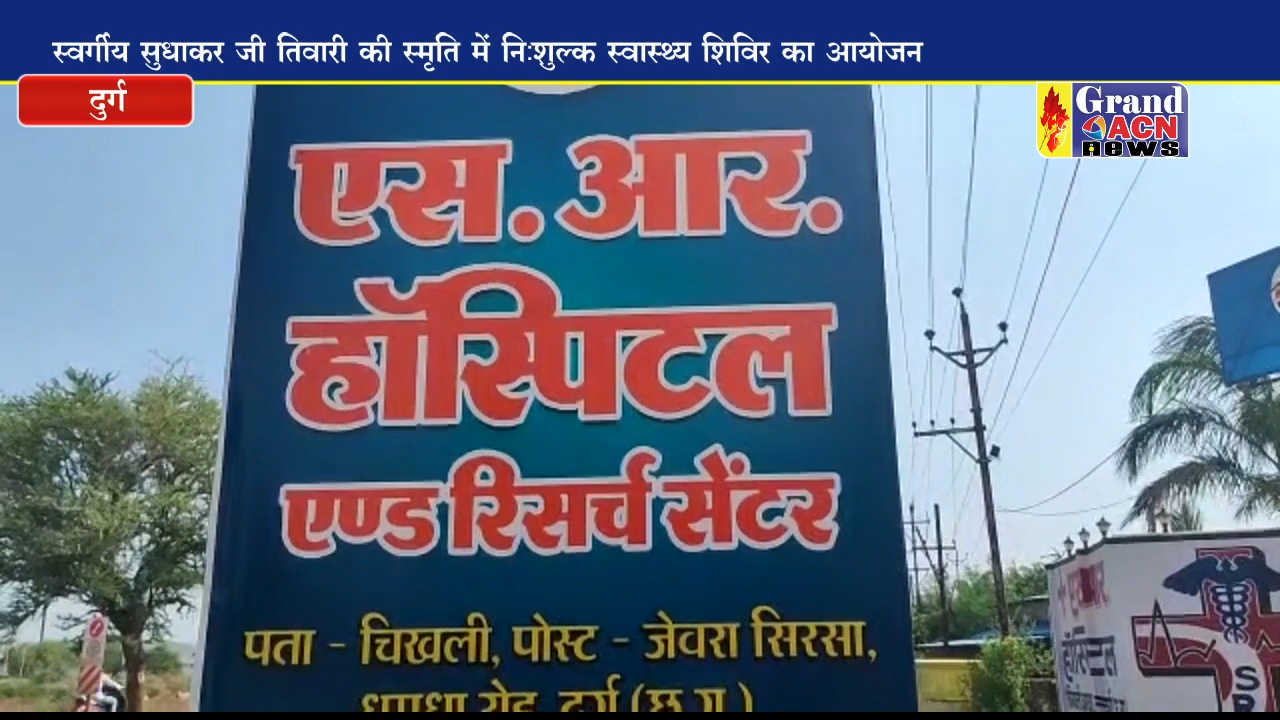 स्वर्गीय सुधाकर जी तिवारी की स्मृति में नि:शुल्क स्वास्थ्य शिविर का आयोजन
दुर्ग
Grand
ACN
news
एस. आर.
हॉस्पिटल
एण्ड रिसर्च सेंटर
पता - चिखली, पोस्ट - जेवरा सिरसा,
रोड, दुर्ग (छ.ग.)
S
R